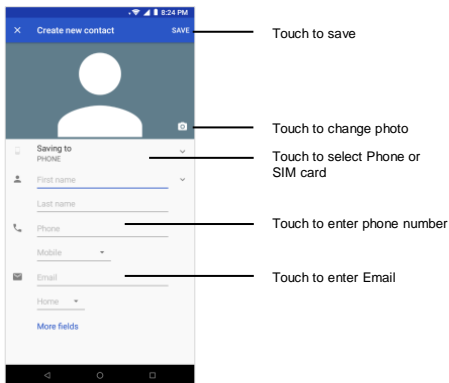 8:24 PM
Create new contact SAVE
Touch to save
Touch to change photo
Saving to
PHONE
Touch to select Phone or
SIM card
First name
Last name
Phone
Touch to enter phone number
Mobile
Email
Touch to enter Email
Home
More fields